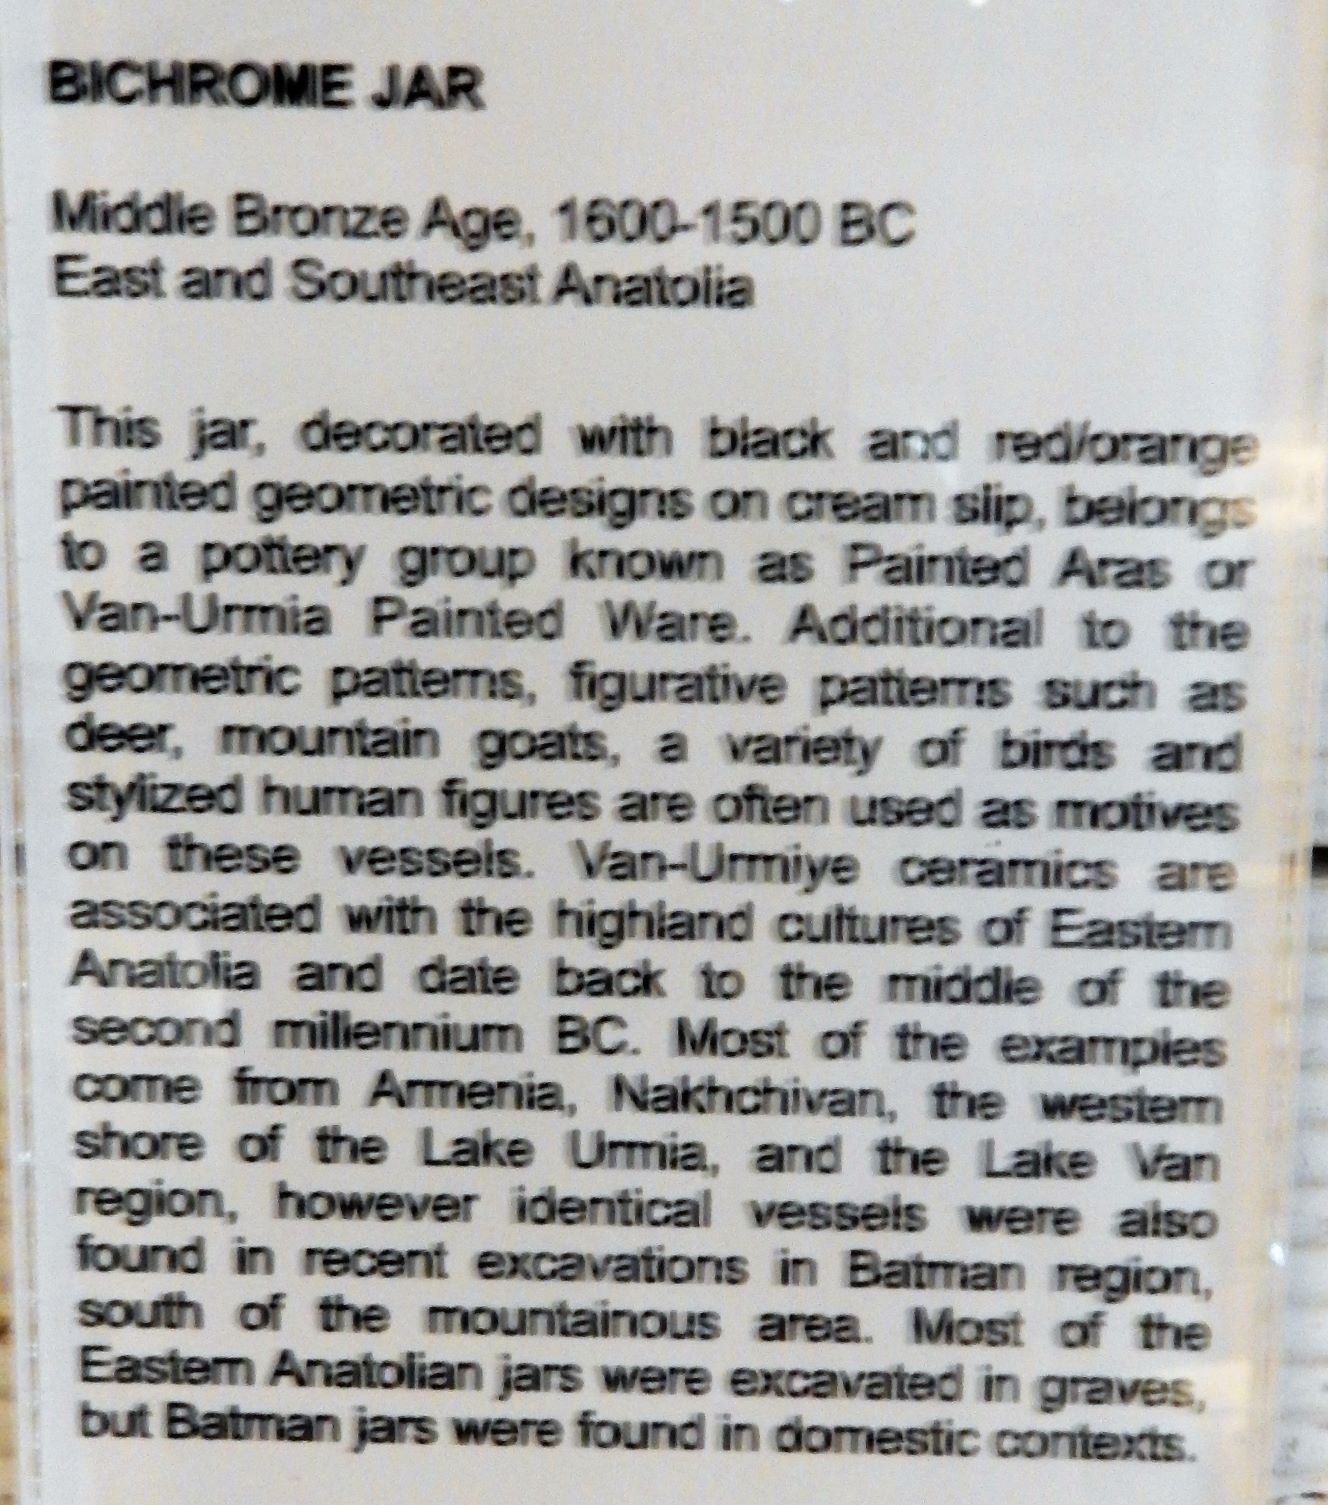 BICHROME JAR
Middle Bronze Age, 1600-1500 BC
East and Southeast Anatolia
This jar, decorated with black and red/orange
painted geometric designs on cream slip, belongs
to a pottery group known as Painted Aras or
Van-Urmia Painted Ware. Additional to the
geometric patterns, figurative patterns such as
deer, mountain goats, a variety of birds and
stylized human figures are often used as motives
on these vessels. Van-Urmiye ceramics are
associated with the highland cultures of Eastern
Anatolia and date back to the middle of the
second millennium BC. Most of the examples
come from Armenia, Nakhchivan, the western
shore of the Lake Urmia, and the Lake Van
region, however identical vessels were also
found in recent excavations in Batman region,
south of the mountainous area. Most of the
Eastern Anatolian jars were excavated in graves,
but Batman jars were found in domestic contexts.